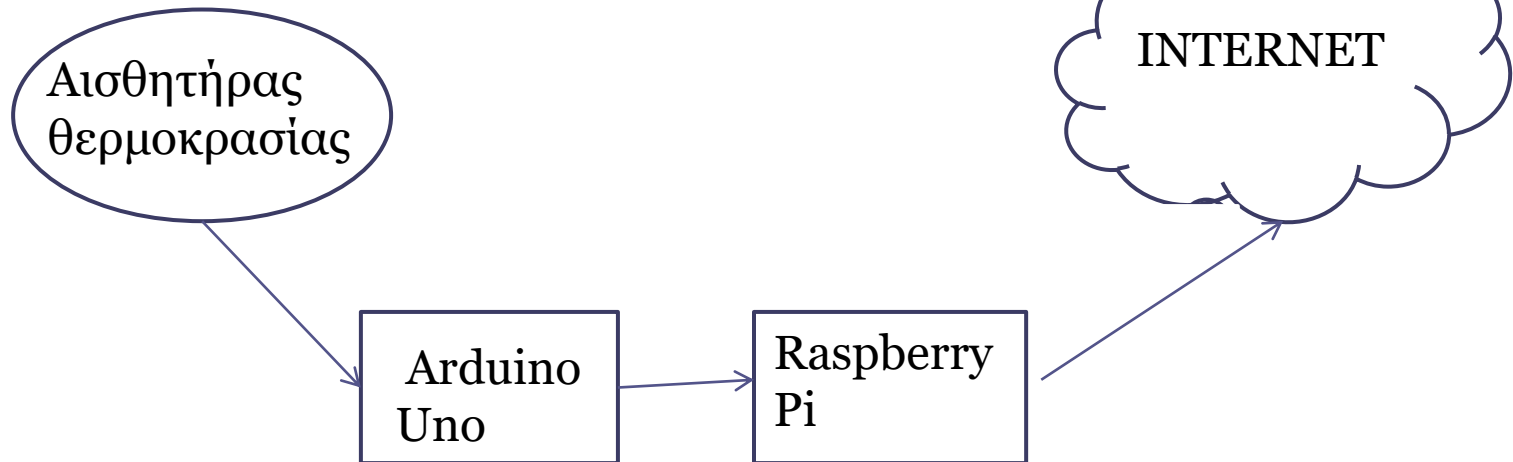 Αισθητήρας
θερμοκρασίας
INTERNET
Arduino
Uno
Raspberry
Pi